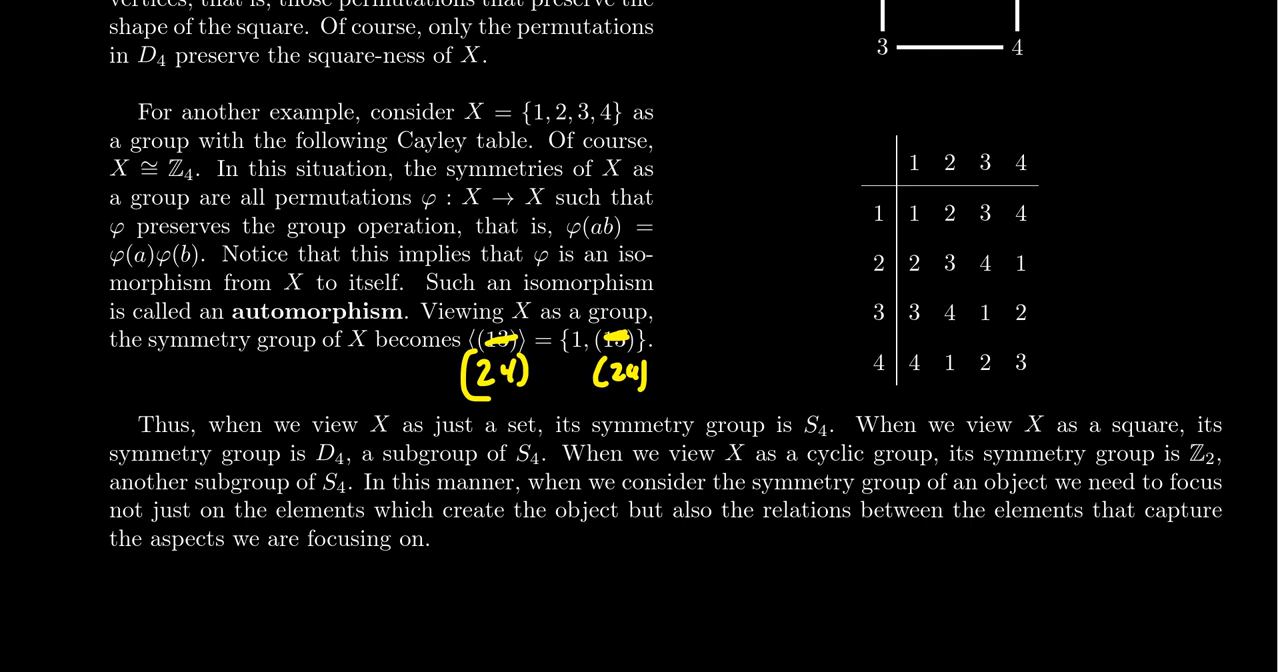 vertices, that is, those permutations that preserve the
shape of the square. Of course, only the permutations
in D₄ preserve the square-ness of X.
3 4
For another example, consider X = {1, 2, 3, 4} as
a group with the following Cayley table. Of course,
X ≅ ℤ₄. In this situation, the symmetries of X as
a group are all permutations φ : X → X such that
φ preserves the group operation, that is, φ(ab) =
φ(a)φ(b). Notice that this implies that φ is an iso-
morphism from X to itself. Such an isomorphism
is called an automorphism. Viewing X as a group,
the symmetry group of X becomes ⟨(13)⟩ = {1, (13)}.
(24) (24)
1 2 3 4
1 1 2 3 4
2 2 3 4 1
3 3 4 1 2
4 4 1 2 3
Thus, when we view X as just a set, its symmetry group is S₄. When we view X as a square, its
symmetry group is D₄, a subgroup of S₄. When we view X as a cyclic group, its symmetry group is ℤ₂,
another subgroup of S₄. In this manner, when we consider the symmetry group of an object we need to focus
not just on the elements which create the object but also the relations between the elements that capture
the aspects we are focusing on.